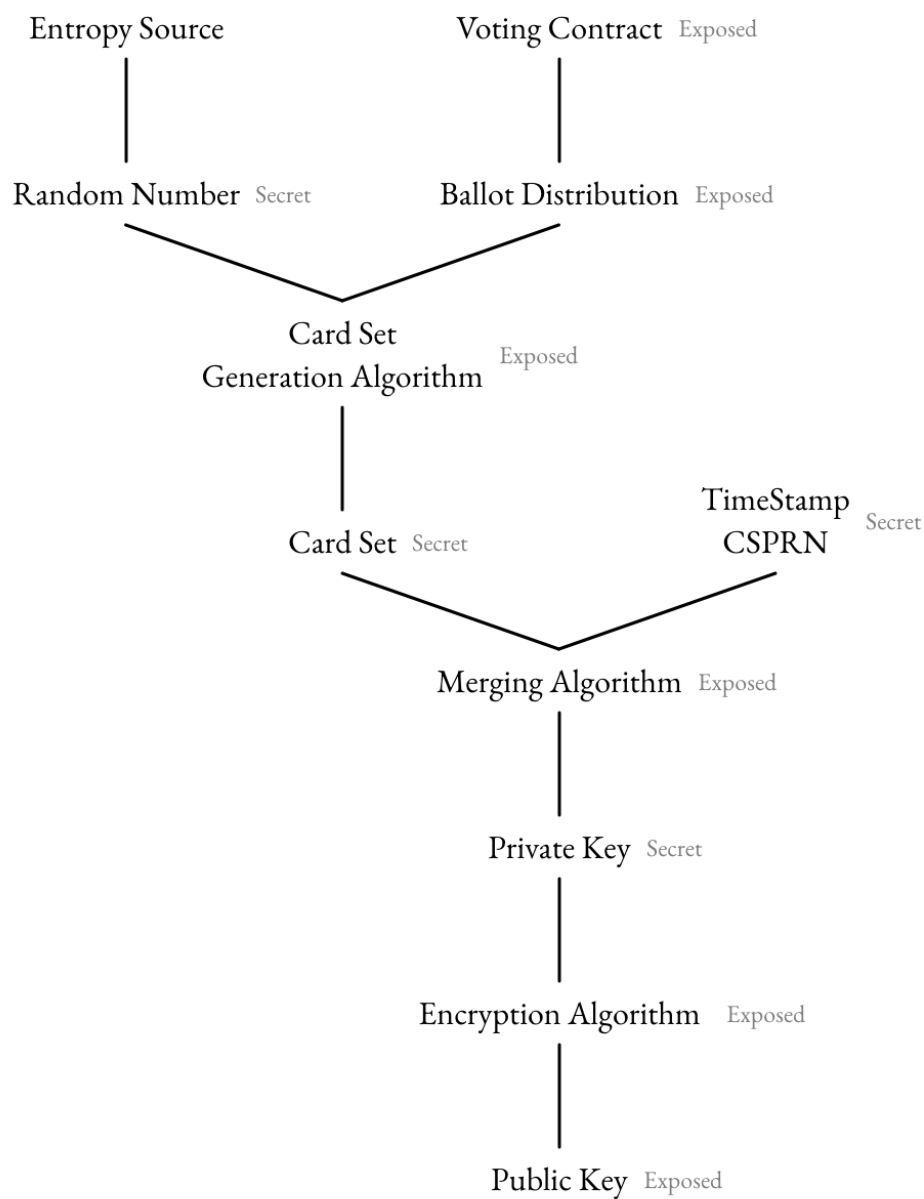 Entropy Source
Voting Contract Exposed
Random Number Secret
Ballot Distribution Exposed
Card Set
Generation Algorithm
Exposed
Card Set Secret
TimeStamp
CSPRN
Secret
Merging Algorithm Exposed
Private Key Secret
Encryption Algorithm Exposed
Public Key Exposed